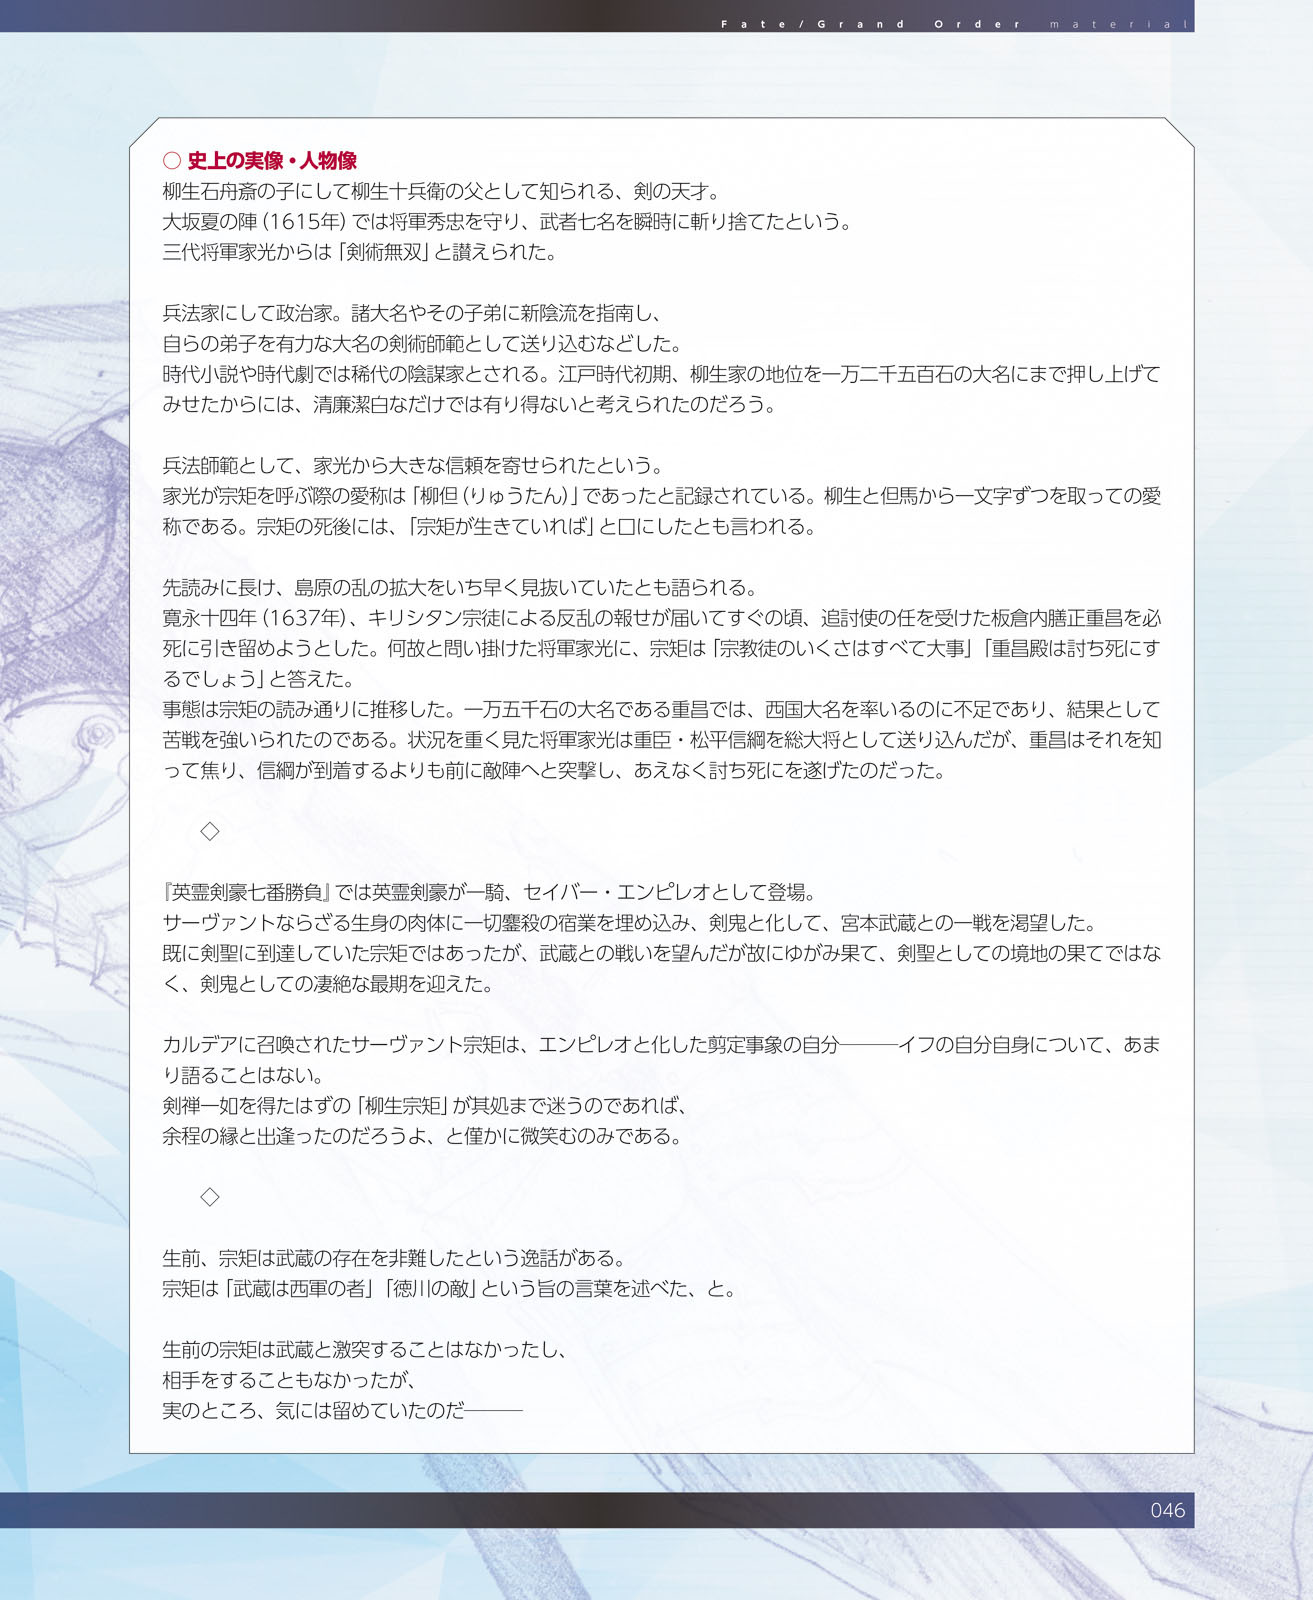 Fate/Grand Order material
○ 史上の実像・人物像
柳生石舟斎の子にして柳生十兵衛の父として知られる、剣の天才。
大坂夏の陣（1615年）では将軍秀忠を守り、武者七名を瞬時に斬り捨てたという。
三代将軍家光からは「剣術無双」と讃えられた。
兵法家にして政治家。諸大名やその子弟に新陰流を指南し、
自らの弟子を有力な大名の剣術師範として送り込むなどした。
時代小説や時代劇では稀代の陰謀家とされる。江戸時代初期、柳生家の地位を一万二千五百石の大名にまで押し上げて
みせたからには、清廉潔白なだけでは有り得ないと考えられたのだろう。
兵法師範として、家光から大きな信頼を寄せられたという。
家光が宗矩を呼ぶ際の愛称は「柳但（りゅうたん）」であったと記録されている。柳生と但馬から一文字ずつを取っての愛
称である。宗矩の死後には、「宗矩が生きていれば」と口にしたとも言われる。
先読みに長け、島原の乱の拡大をいち早く見抜いていたとも語られる。
寛永十四年（1637年）、キリシタン宗徒による反乱の報せが届いてすぐの頃、追討使の任を受けた板倉内膳正重昌を必
死に引き留めようとした。何故と問い掛けた将軍家光に、宗矩は「宗教徒のいくさはすべて大事」「重昌殿は討ち死にす
るでしょう」と答えた。
事態は宗矩の読み通りに推移した。一万五千石の大名である重昌では、西国大名を率いるのに不足であり、結果として
苦戦を強いられたのである。状況を重く見た将軍家光は重臣・松平信綱を総大将として送り込んだが、重昌はそれを知
って焦り、信綱が到着するよりも前に敵陣へと突撃し、あえなく討ち死にを遂げたのだった。
◇
『英霊剣豪七番勝負』では英霊剣豪が一騎、セイバー・エンピレオとして登場。
サーヴァントならざる生身の肉体に一切鏖殺の宿業を埋め込み、剣鬼と化して、宮本武蔵との一戦を渇望した。
既に剣聖に到達していた宗矩ではあったが、武蔵との戦いを望んだが故にゆがみ果て、剣聖としての境地の果てではな
く、剣鬼としての凄絶な最期を迎えた。
カルデアに召喚されたサーヴァント宗矩は、エンピレオと化した剪定事象の自分―――イフの自分自身について、あま
り語ることはない。
剣禅一如を得たはずの「柳生宗矩」が其処まで迷うのであれば、
余程の縁と出逢ったのだろうよ、と僅かに微笑むのみである。
◇
生前、宗矩は武蔵の存在を非難したという逸話がある。
宗矩は「武蔵は西軍の者」「徳川の敵」という旨の言葉を述べた、と。
生前の宗矩は武蔵と激突することはなかったし、
相手をすることもなかったが、
実のところ、気には留めていたのだ―――
046